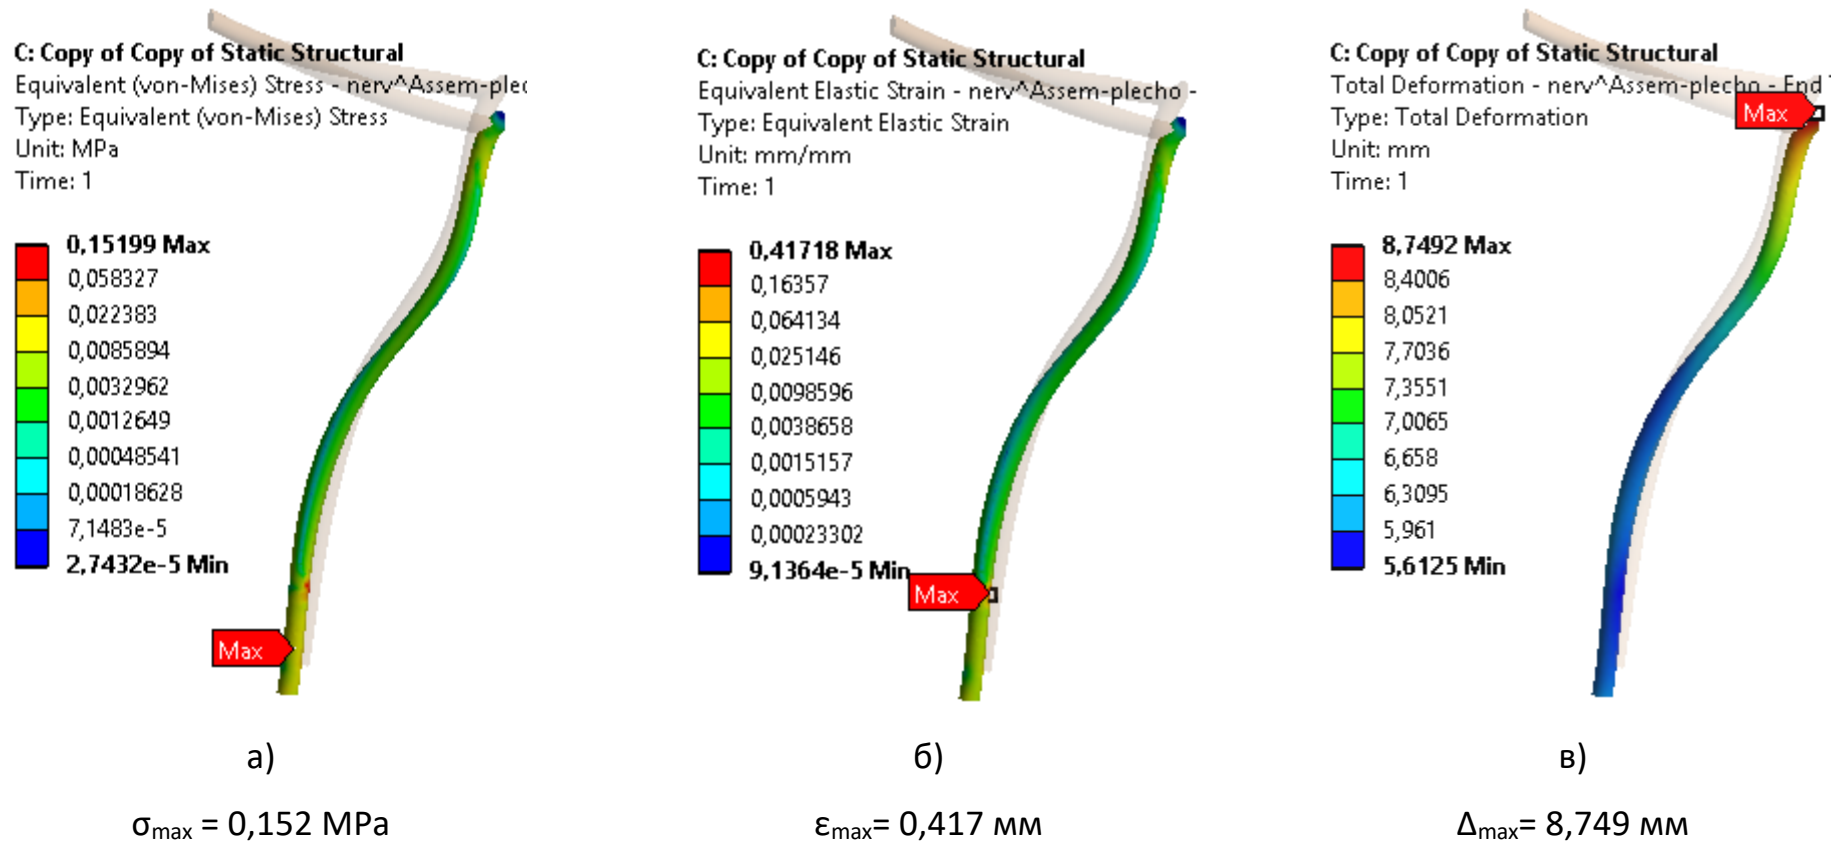 C: Copy of Copy of Static Structural
Equivalent (von-Mises) Stress - nerv^Assem-plec
Type: Equivalent (von-Mises) Stress
Unit: MPa
Time: 1
0,15199 Max
0,058327
0,022383
0,0085894
0,0032962
0,0012649
0,00048541
0,00018628
7,1483e-5
2,7432e-5 Min
Max
а)
σmax = 0,152 MPa
C: Copy of Copy of Static Structural
Equivalent Elastic Strain - nerv^Assem-plecho -
Type: Equivalent Elastic Strain
Unit: mm/mm
Time: 1
0,41718 Max
0,16357
0,064134
0,025146
0,0098596
0,0038658
0,0015157
0,0005943
0,00023302
9,1364e-5 Min
Max
б)
εmax= 0,417 мм
C: Copy of Copy of Static Structural
Total Deformation - nerv^Assem-plecho - End
Type: Total Deformation
Unit: mm
Time: 1
Max
8,7492 Max
8,4006
8,0521
7,7036
7,3551
7,0065
6,658
6,3095
5,961
5,6125 Min
в)
Δmax= 8,749 мм